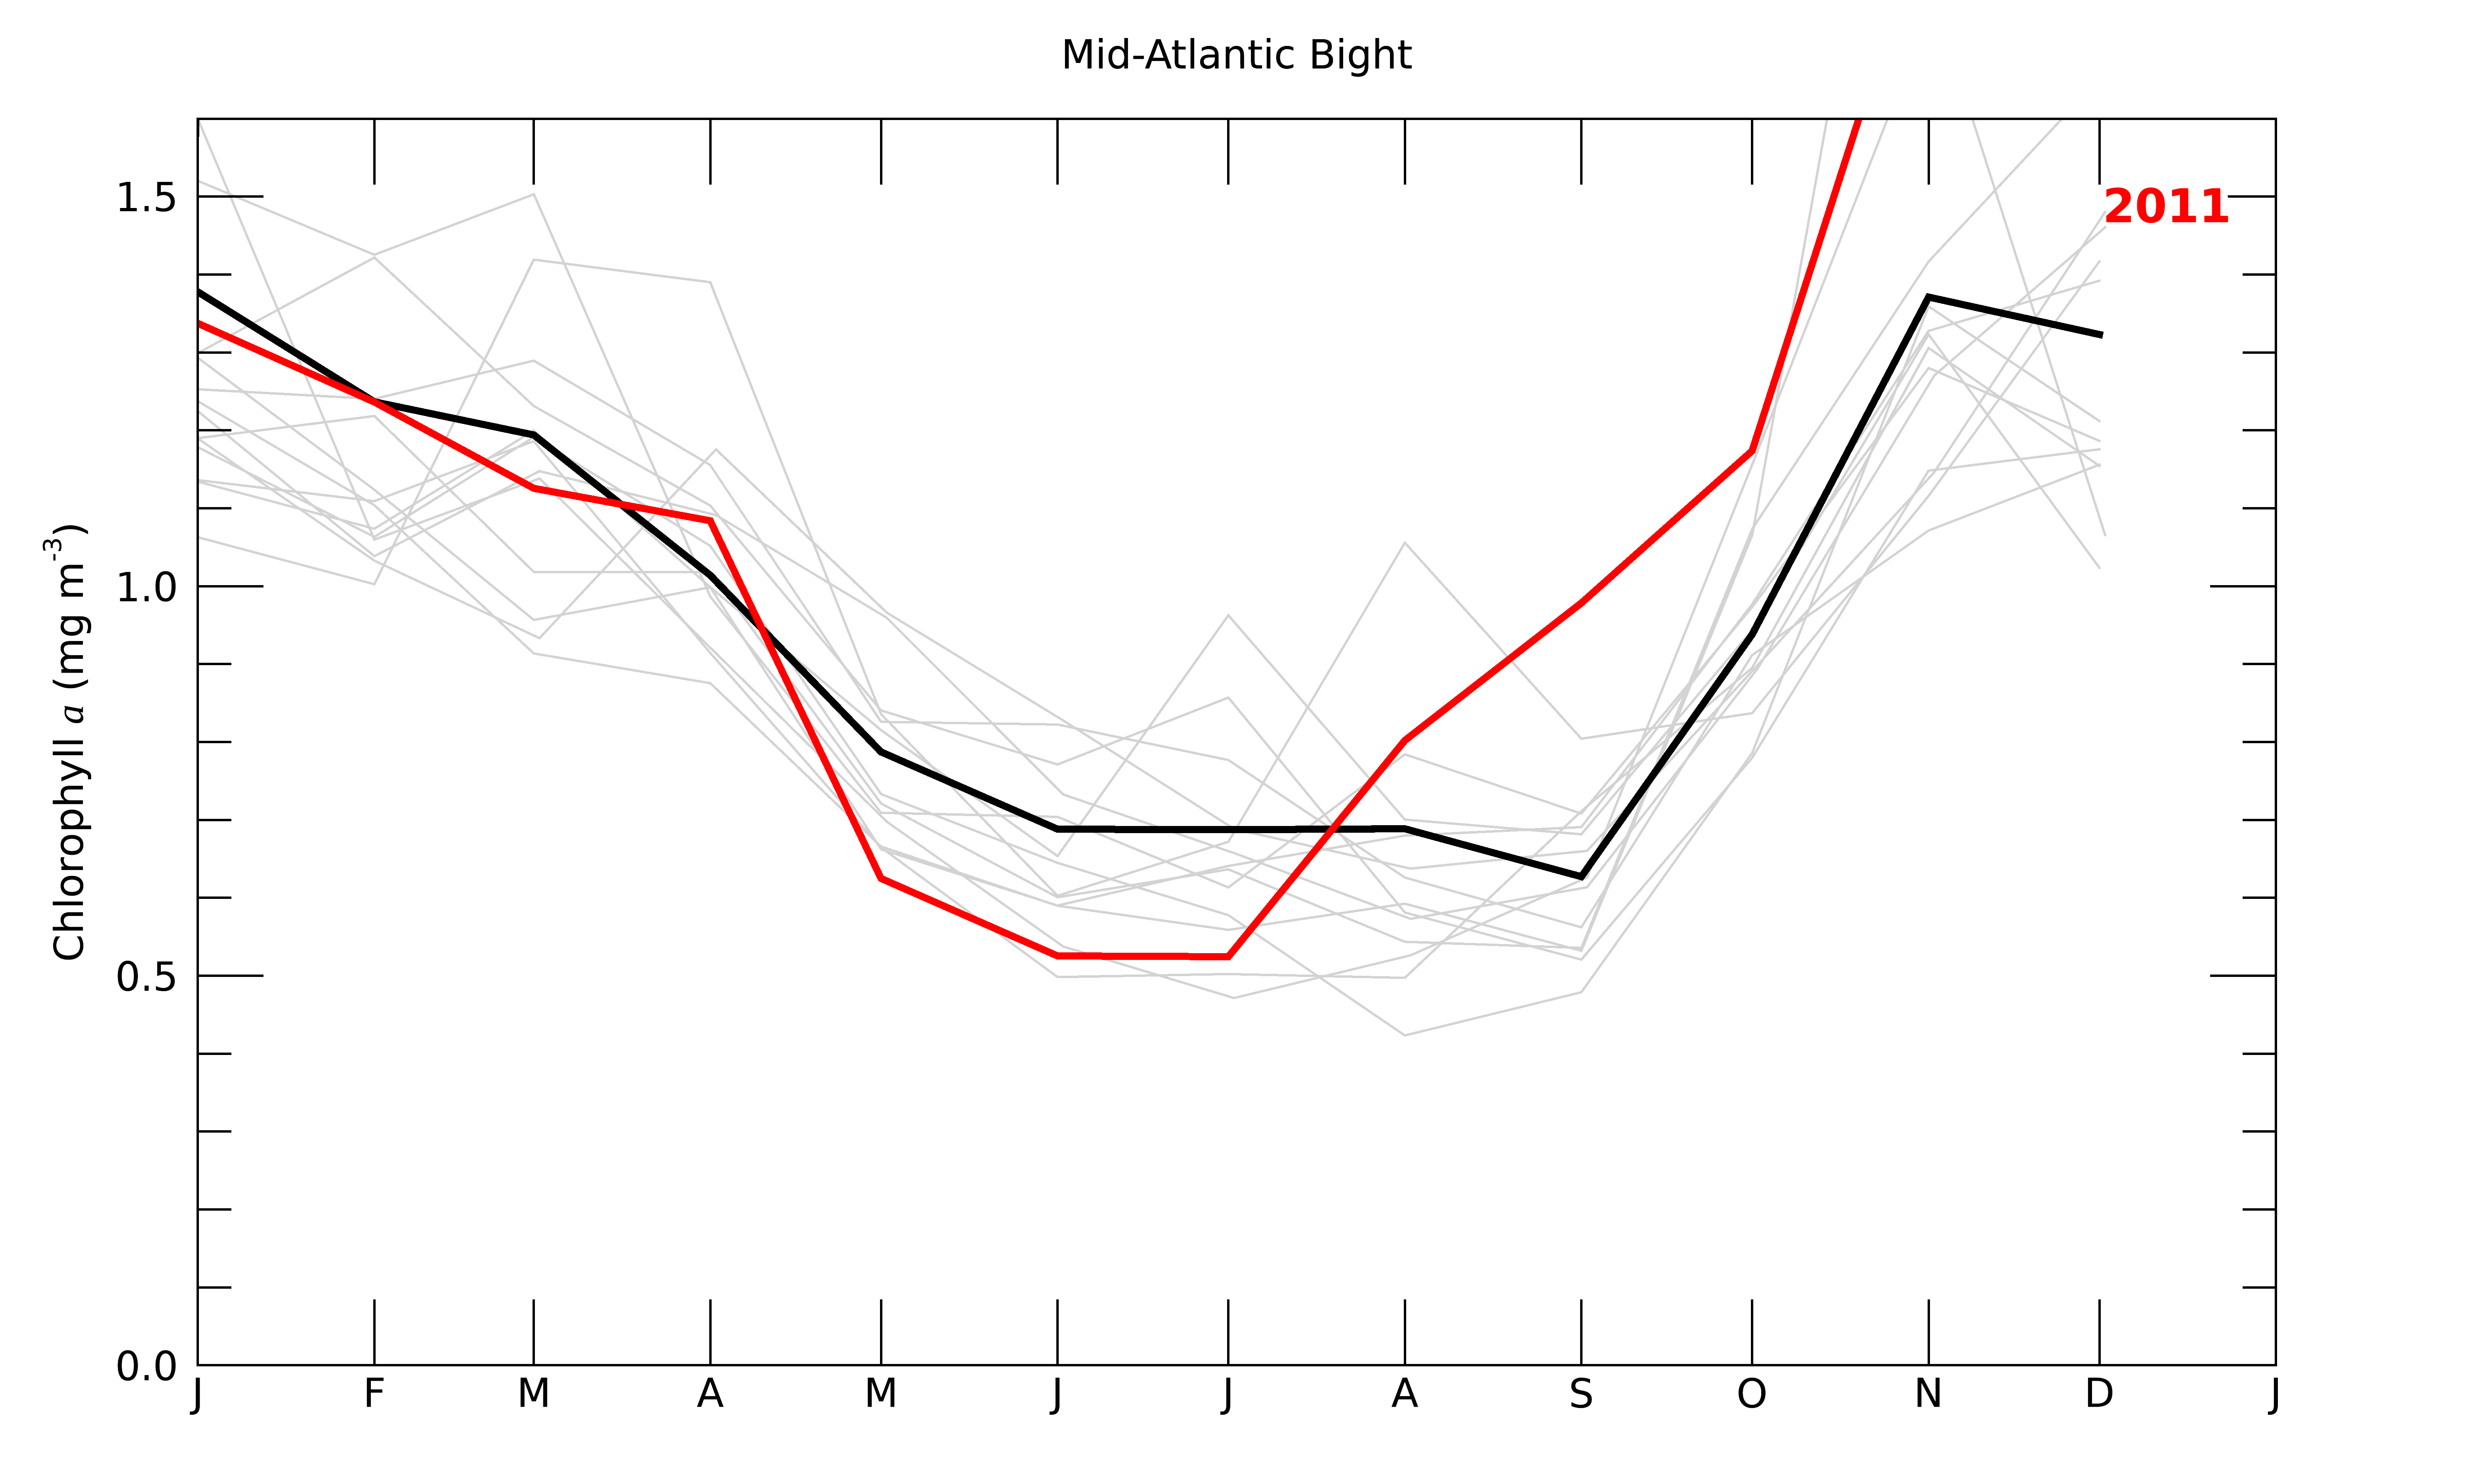 Mid-Atlantic Bight
Chlorophyll a (mg m⁻³)
1.5
1.0
0.5
0.0
2011
J F M A M J J A S O N D J